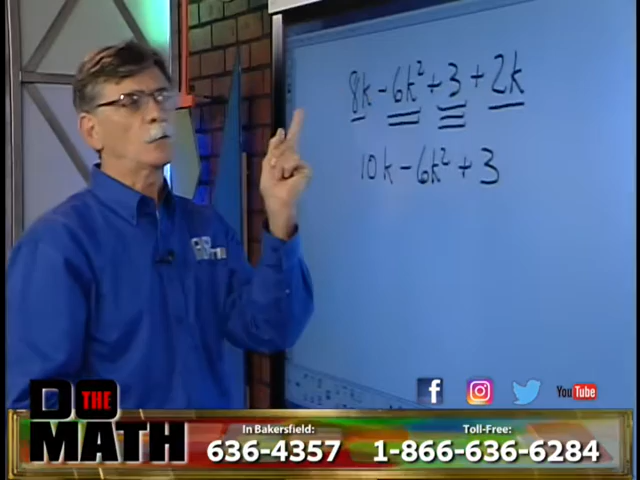 8k - 6k² + 3 + 2k
10k - 6k² + 3
f YouTube
DO THE MATH
In Bakersfield: Toll-Free:
636-4357 1-866-636-6284